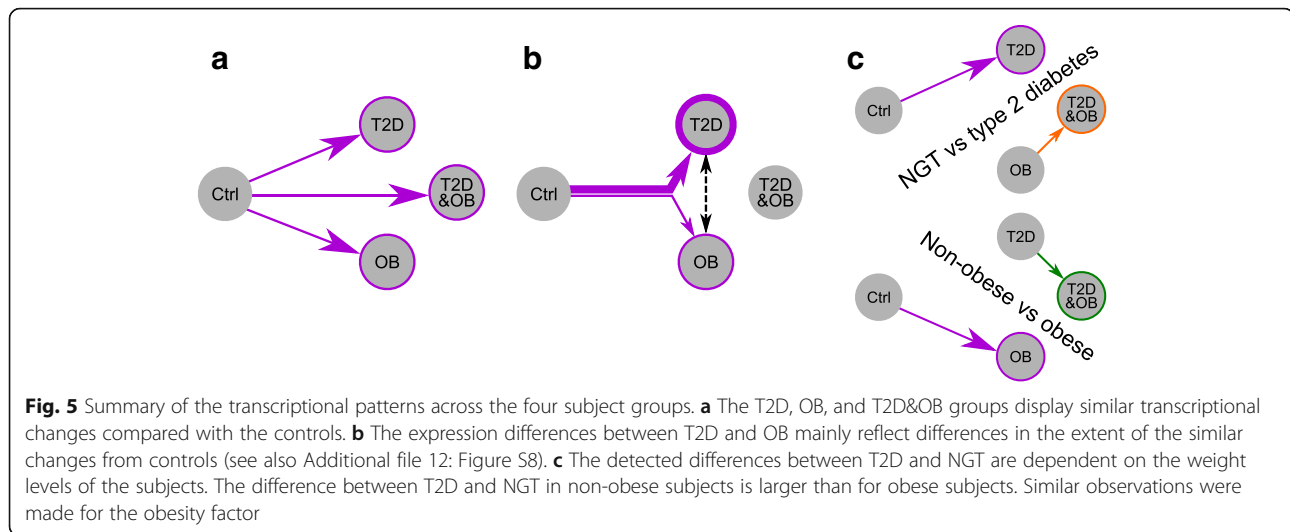 a
T2D
Ctrl
T2D
&OB
OB
b
T2D
Ctrl
T2D
&OB
OB
c
T2D
Ctrl
NGT vs type 2 diabetes
T2D
&OB
OB
T2D
Non-obese vs obese
T2D
&OB
Ctrl
OB
Fig. 5 Summary of the transcriptional patterns across the four subject groups. a The T2D, OB, and T2D&OB groups display similar transcriptional
changes compared with the controls. b The expression differences between T2D and OB mainly reflect differences in the extent of the similar
changes from controls (see also Additional file 12: Figure S8). c The detected differences between T2D and NGT are dependent on the weight
levels of the subjects. The difference between T2D and NGT in non-obese subjects is larger than for obese subjects. Similar observations were
made for the obesity factor